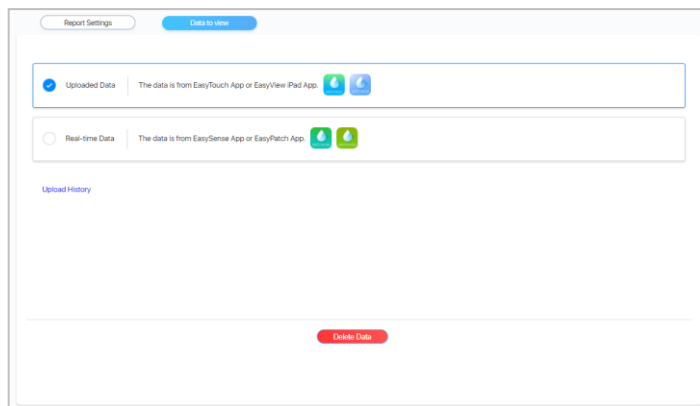 Report Settings
Data to view
Uploaded Data
The data is from EasyTouch App or EasyView iPad App.
Real-time Data
The data is from EasySense App or EasyPatch App.
Upload History
Delete Data